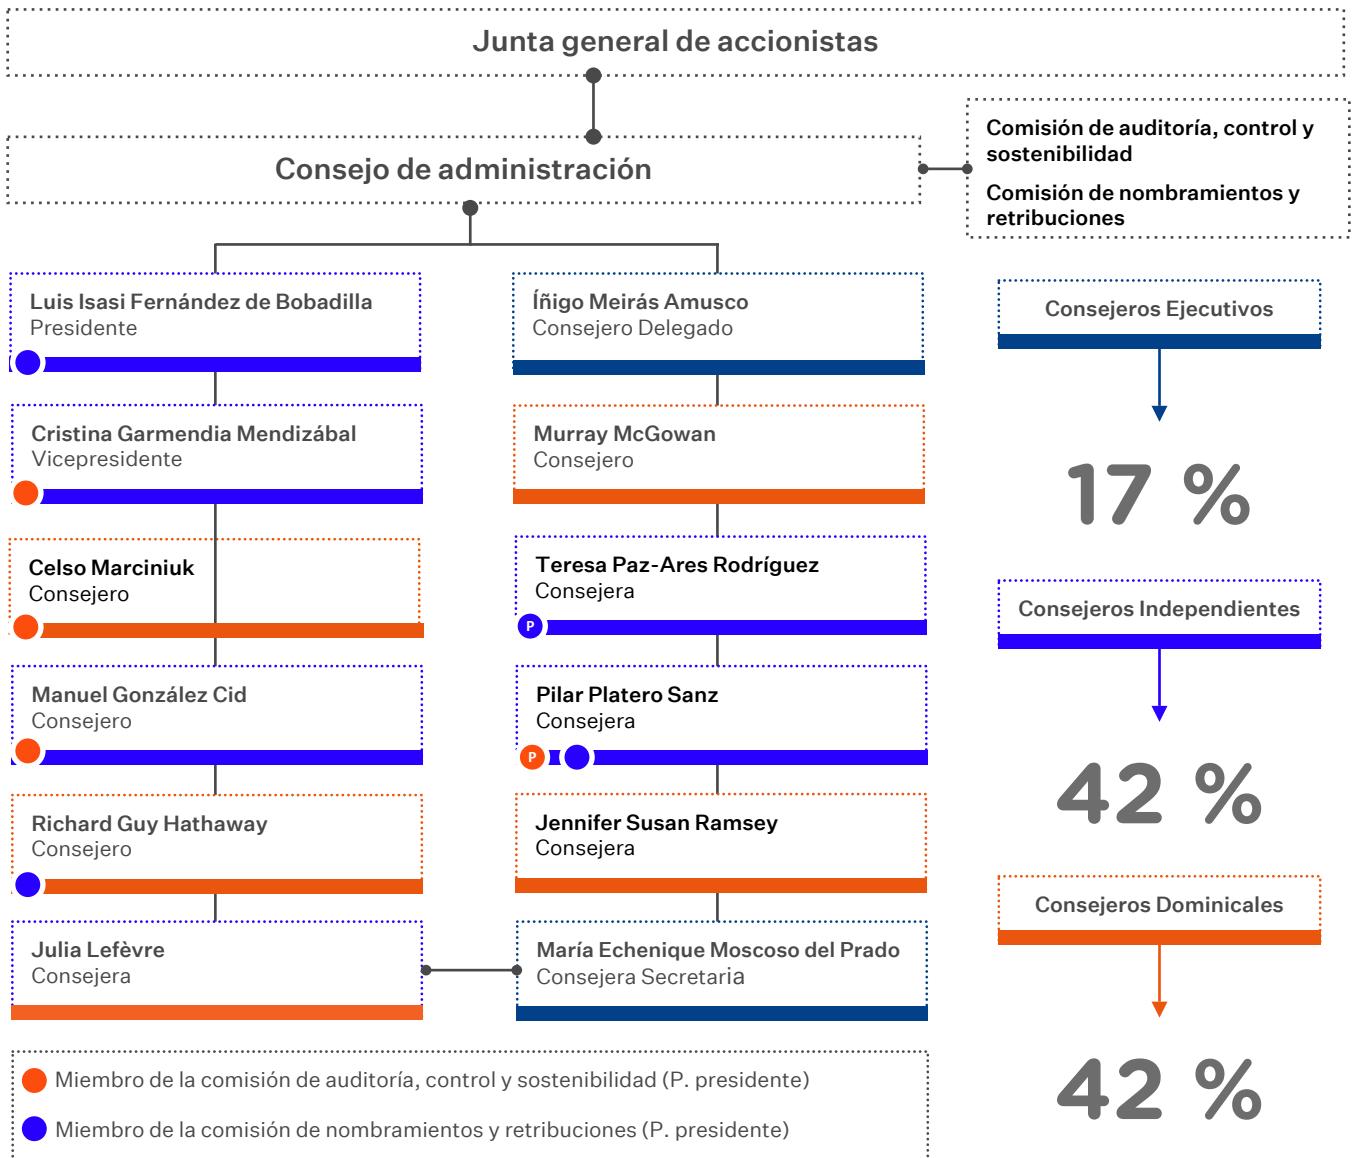 Junta general de accionistas
Consejo de administración
Comisión de auditoría, control y
sostenibilidad
Comisión de nombramientos y
retribuciones
Luis Isasi Fernández de Bobadilla
Presidente
Íñigo Meirás Amusco
Consejero Delegado
Cristina Garmendia Mendizábal
Vicepresidente
Murray McGowan
Consejero
Celso Marciniuk
Consejero
Teresa Paz-Ares Rodríguez
Consejera
P
Manuel González Cid
Consejero
Pilar Platero Sanz
Consejera
P
Richard Guy Hathaway
Consejero
Jennifer Susan Ramsey
Consejera
Julia Lefèvre
Consejera
María Echenique Moscoso del Prado
Consejera Secretaria
Consejeros Ejecutivos
17 %
Consejeros Independientes
42 %
Consejeros Dominicales
42 %
Miembro de la comisión de auditoría, control y sostenibilidad (P. presidente)
Miembro de la comisión de nombramientos y retribuciones (P. presidente)